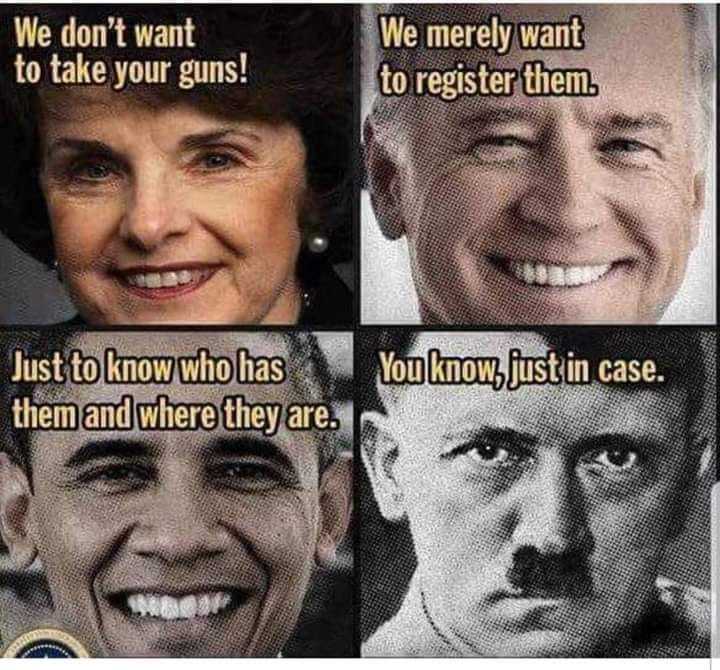 We don't want
to take your guns!
We merely want
to register them.
Just to know who has
them and where they are.
You know, just in case.